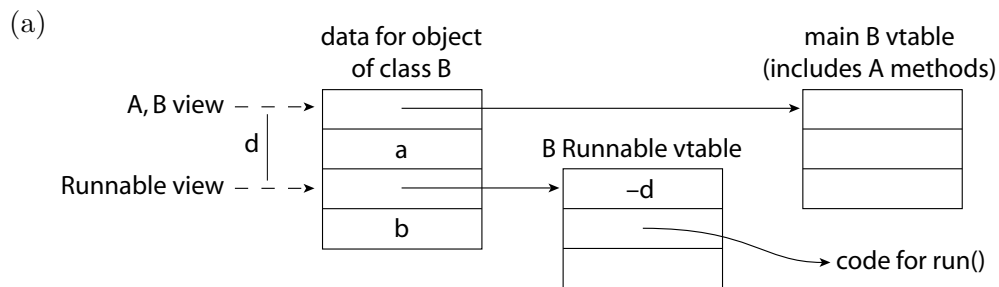 (a)
data for object
of class B
main B vtable
(includes A methods)
A, B view
d
a
B Runnable vtable
Runnable view
–d
b
code for run()